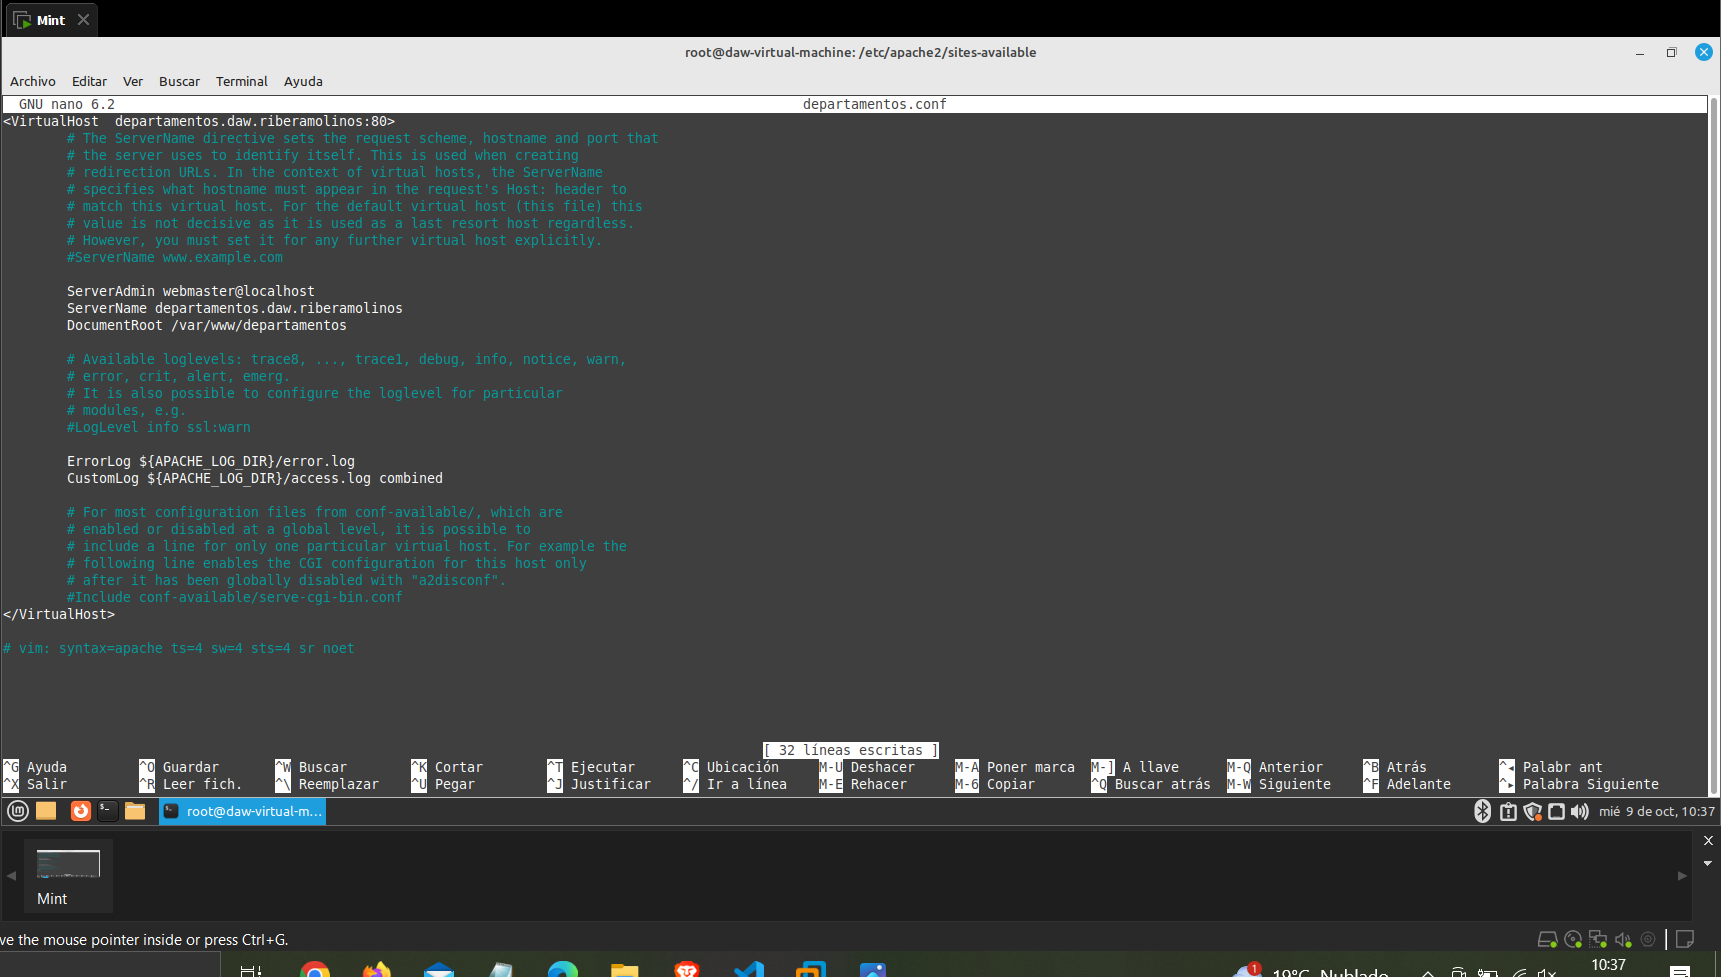 Mint
root@daw-virtual-machine: /etc/apache2/sites-available
Archivo Editar Ver Buscar Terminal Ayuda
GNU nano 6.2 departamentos.conf
<VirtualHost  departamentos.daw.riberamolinos:80>
        # The ServerName directive sets the request scheme, hostname and port that
        # the server uses to identify itself. This is used when creating
        # redirection URLs. In the context of virtual hosts, the ServerName
        # specifies what hostname must appear in the request's Host: header to
        # match this virtual host. For the default virtual host (this file) this
        # value is not decisive as it is used as a last resort host regardless.
        # However, you must set it for any further virtual host explicitly.
        #ServerName www.example.com
        ServerAdmin webmaster@localhost
        ServerName departamentos.daw.riberamolinos
        DocumentRoot /var/www/departamentos
        # Available loglevels: trace8, ..., trace1, debug, info, notice, warn,
        # error, crit, alert, emerg.
        # It is also possible to configure the loglevel for particular
        # modules, e.g.
        #LogLevel info ssl:warn
        ErrorLog ${APACHE_LOG_DIR}/error.log
        CustomLog ${APACHE_LOG_DIR}/access.log combined
        # For most configuration files from conf-available/, which are
        # enabled or disabled at a global level, it is possible to
        # include a line for only one particular virtual host. For example the
        # following line enables the CGI configuration for this host only
        # after it has been globally disabled with "a2disconf".
        #Include conf-available/serve-cgi-bin.conf
</VirtualHost>
# vim: syntax=apache ts=4 sw=4 sts=4 sr noet
[ 32 líneas escritas ]
^G Ayuda ^O Guardar ^W Buscar ^K Cortar ^T Ejecutar ^C Ubicación M-U Deshacer M-A Poner marca M-] A llave M-Q Anterior ^B Atrás ^◂ Palabr ant
^X Salir ^R Leer fich. ^\ Reemplazar ^U Pegar ^J Justificar ^/ Ir a línea M-E Rehacer M-6 Copiar ^Q Buscar atrás M-W Siguiente ^F Adelante ^▸ Palabra Siguiente
root@daw-virtual-m... mié 9 de oct, 10:37
Mint
ve the mouse pointer inside or press Ctrl+G.
1 19°C Nublado 10:37